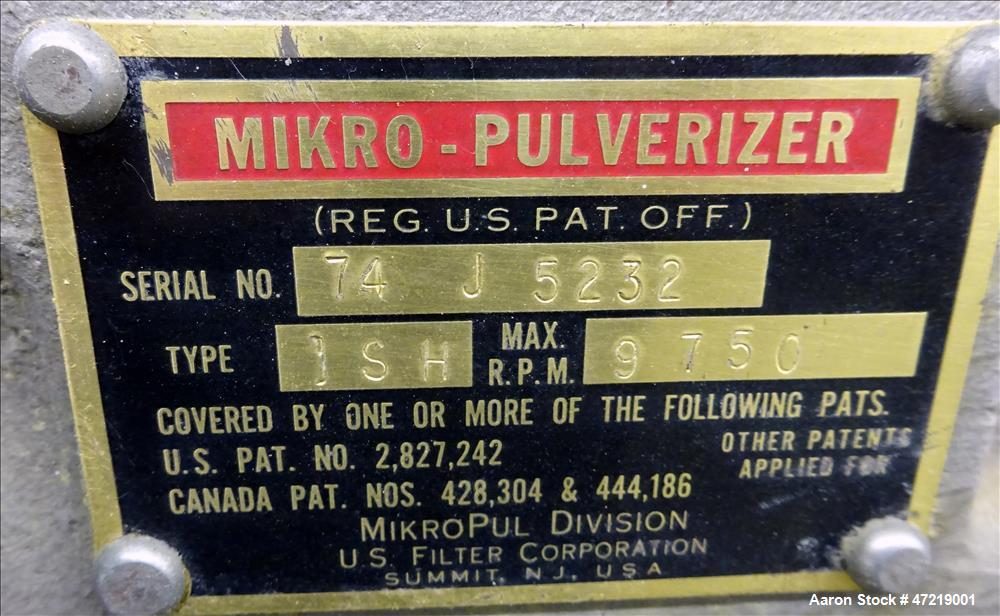 MIKRO-PULVERIZER
(REG. U.S. PAT. OFF.)
SERIAL NO. 74 J 5232
TYPE 1SH MAX. R.P.M. 9750
COVERED BY ONE OR MORE OF THE FOLLOWING PATS.
U.S. PAT. NO. 2,827,242
OTHER PATENTS APPLIED FOR
CANADA PAT. NOS. 428,304 & 444,186
MIKROPUL DIVISION
U.S. FILTER CORPORATION
SUMMIT, N.J., USA
Aaron Stock # 47219001